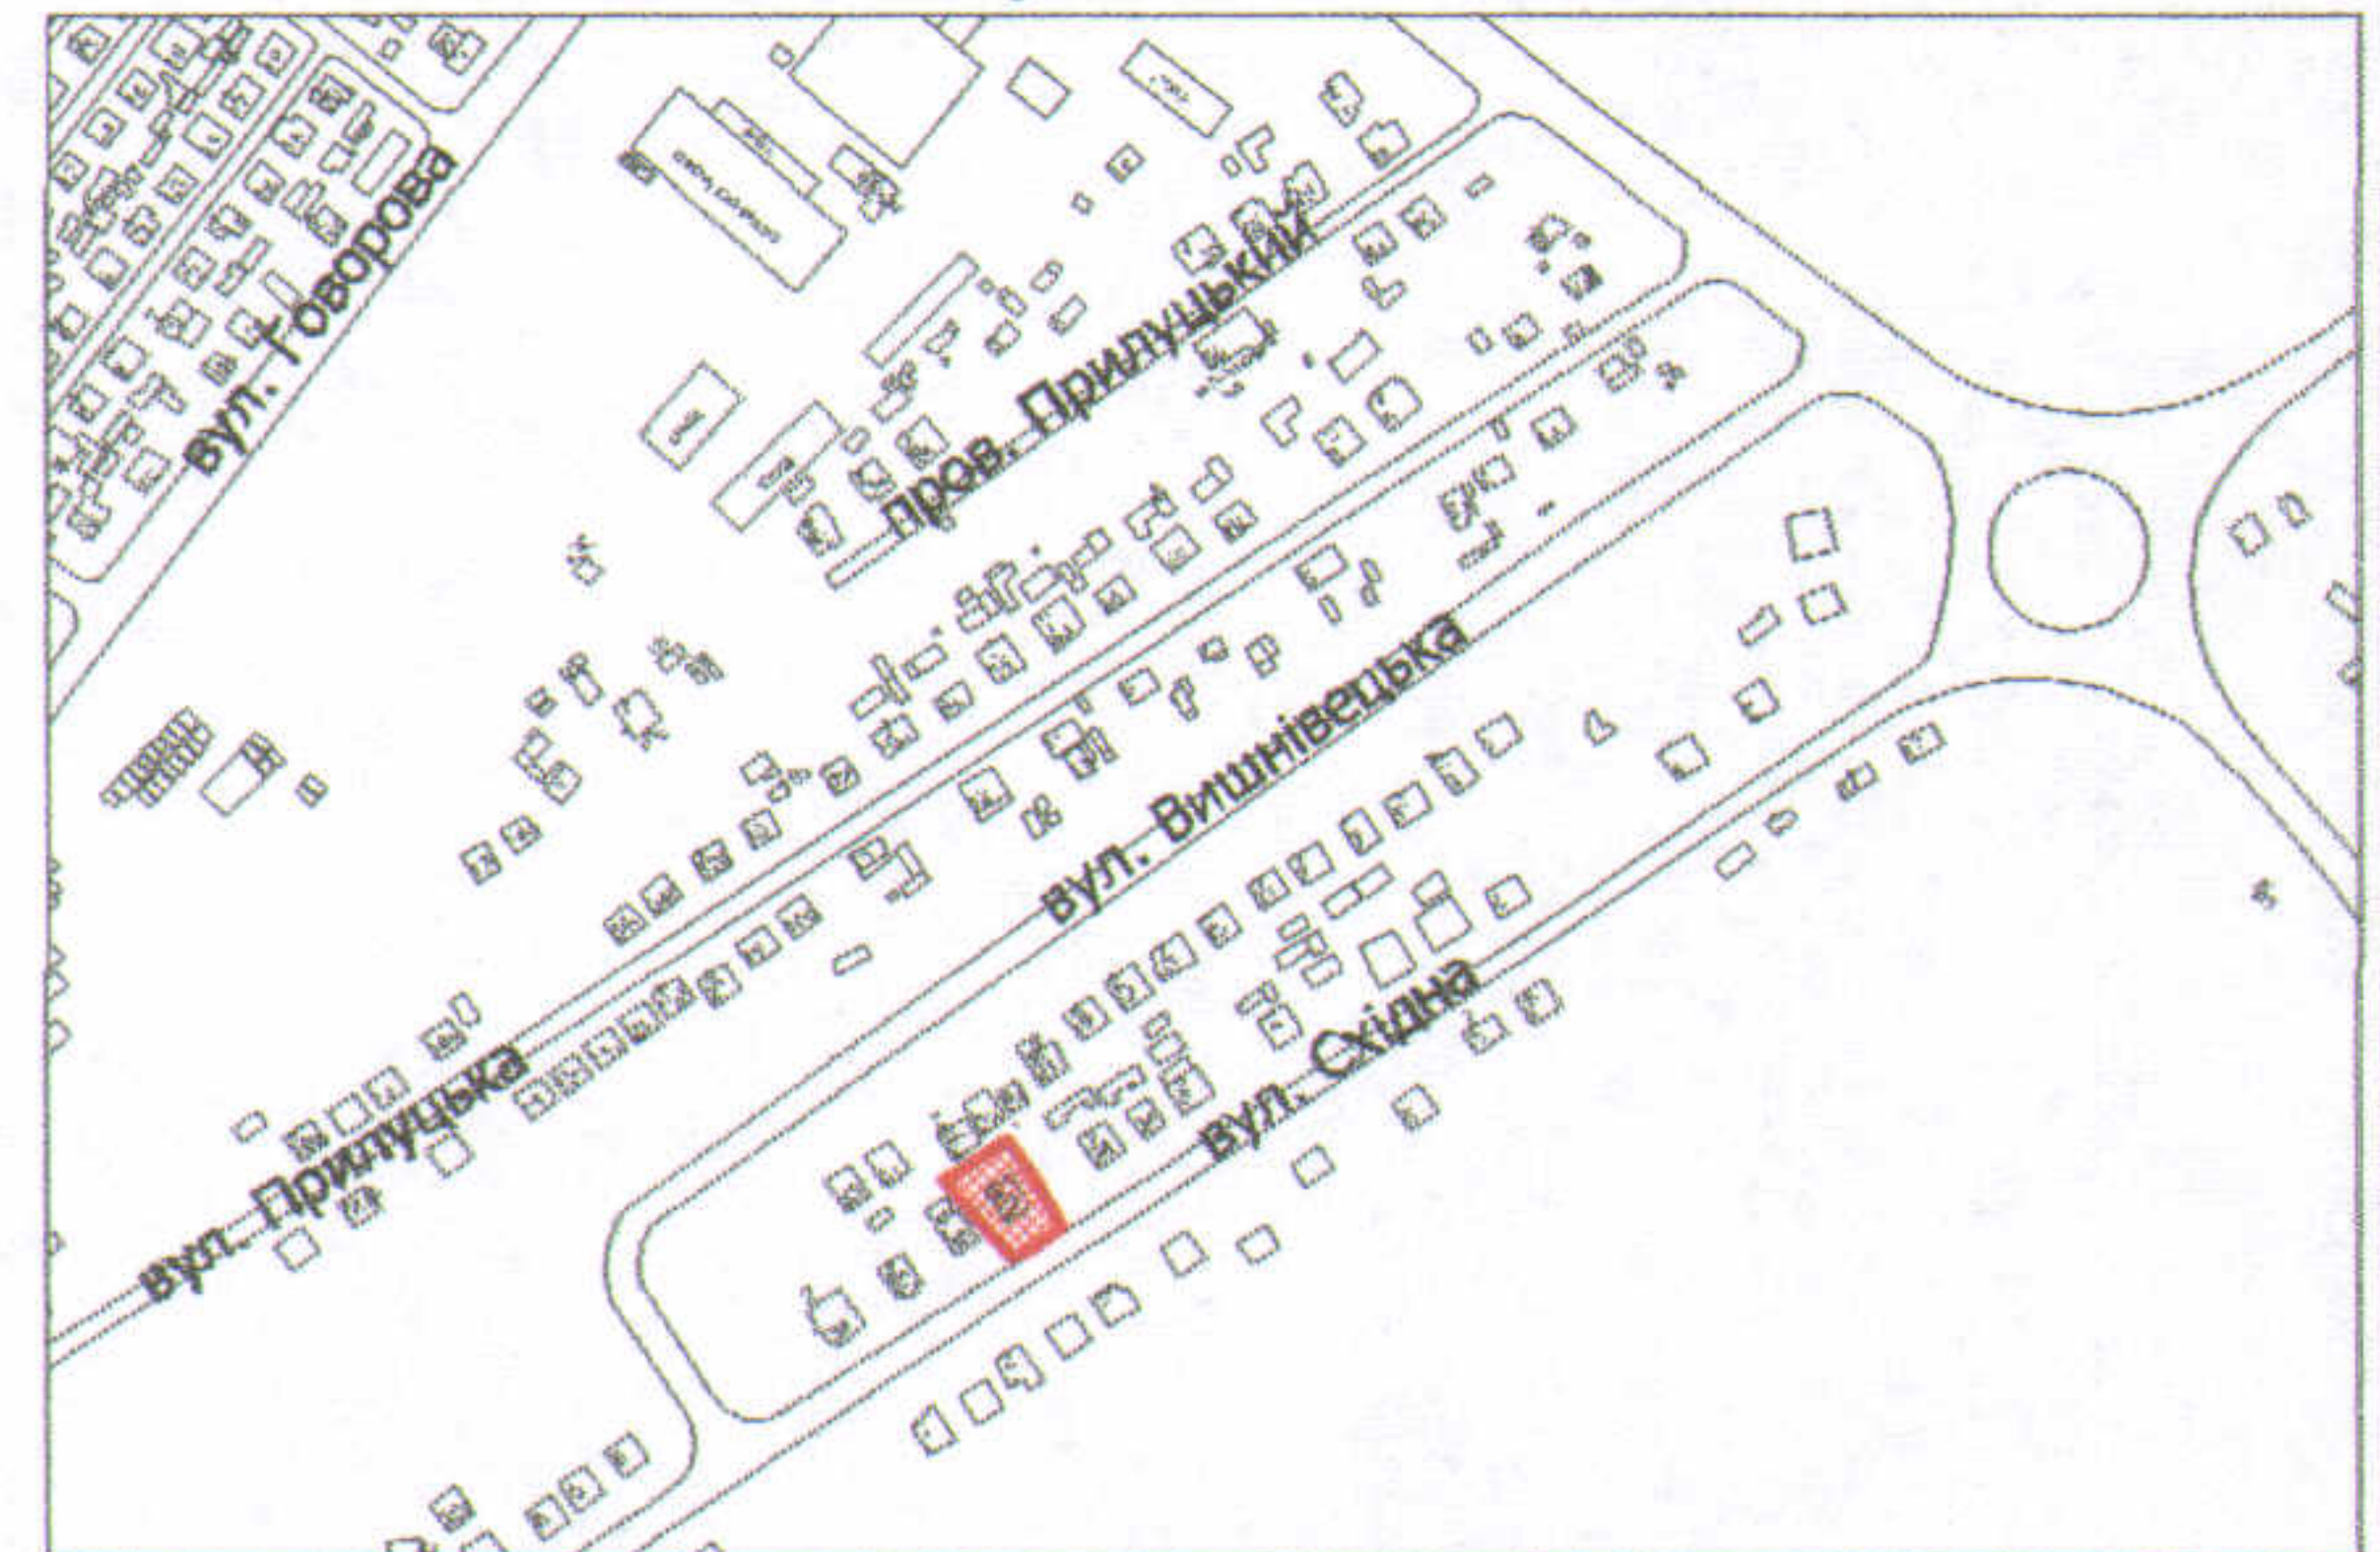 вул. Говорова
пров. Прилуцький
вул. Вишнівецька
вул. Східна
вул. Прилуцька